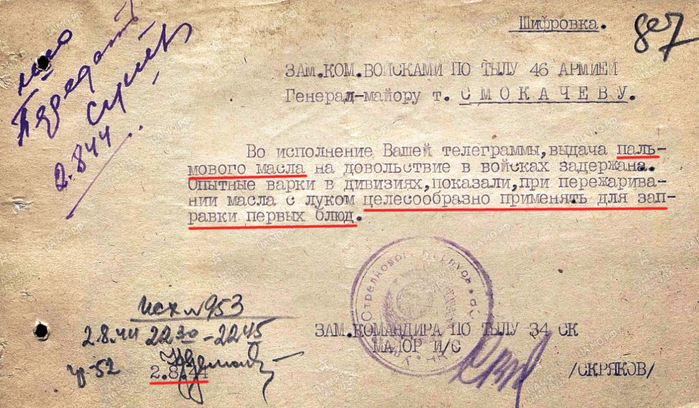 Шифровка.
887
ЗАМ.КОМ.ВОЙСКАМИ ПО ТЫЛУ 46 АРМИЕЙ
Генерал-майору т. СМОКАЧЕВУ.
Передать
2.8.44
Во исполнение Вашей телеграммы,выдача паль-
мового масла на довольствие в войсках задержана.
Опытные варки в дивизиях,показали,при пережарива-
нии масла с луком целесообразно применять для зап-
равки первых блюд.
Исх №953
2.8.44 22 30 - 22 45
2.8.44
ЗАМ.КОМАНДИРА ПО ТЫЛУ 34 СК
МАЙОР И/С
/СКРЯКОВ/